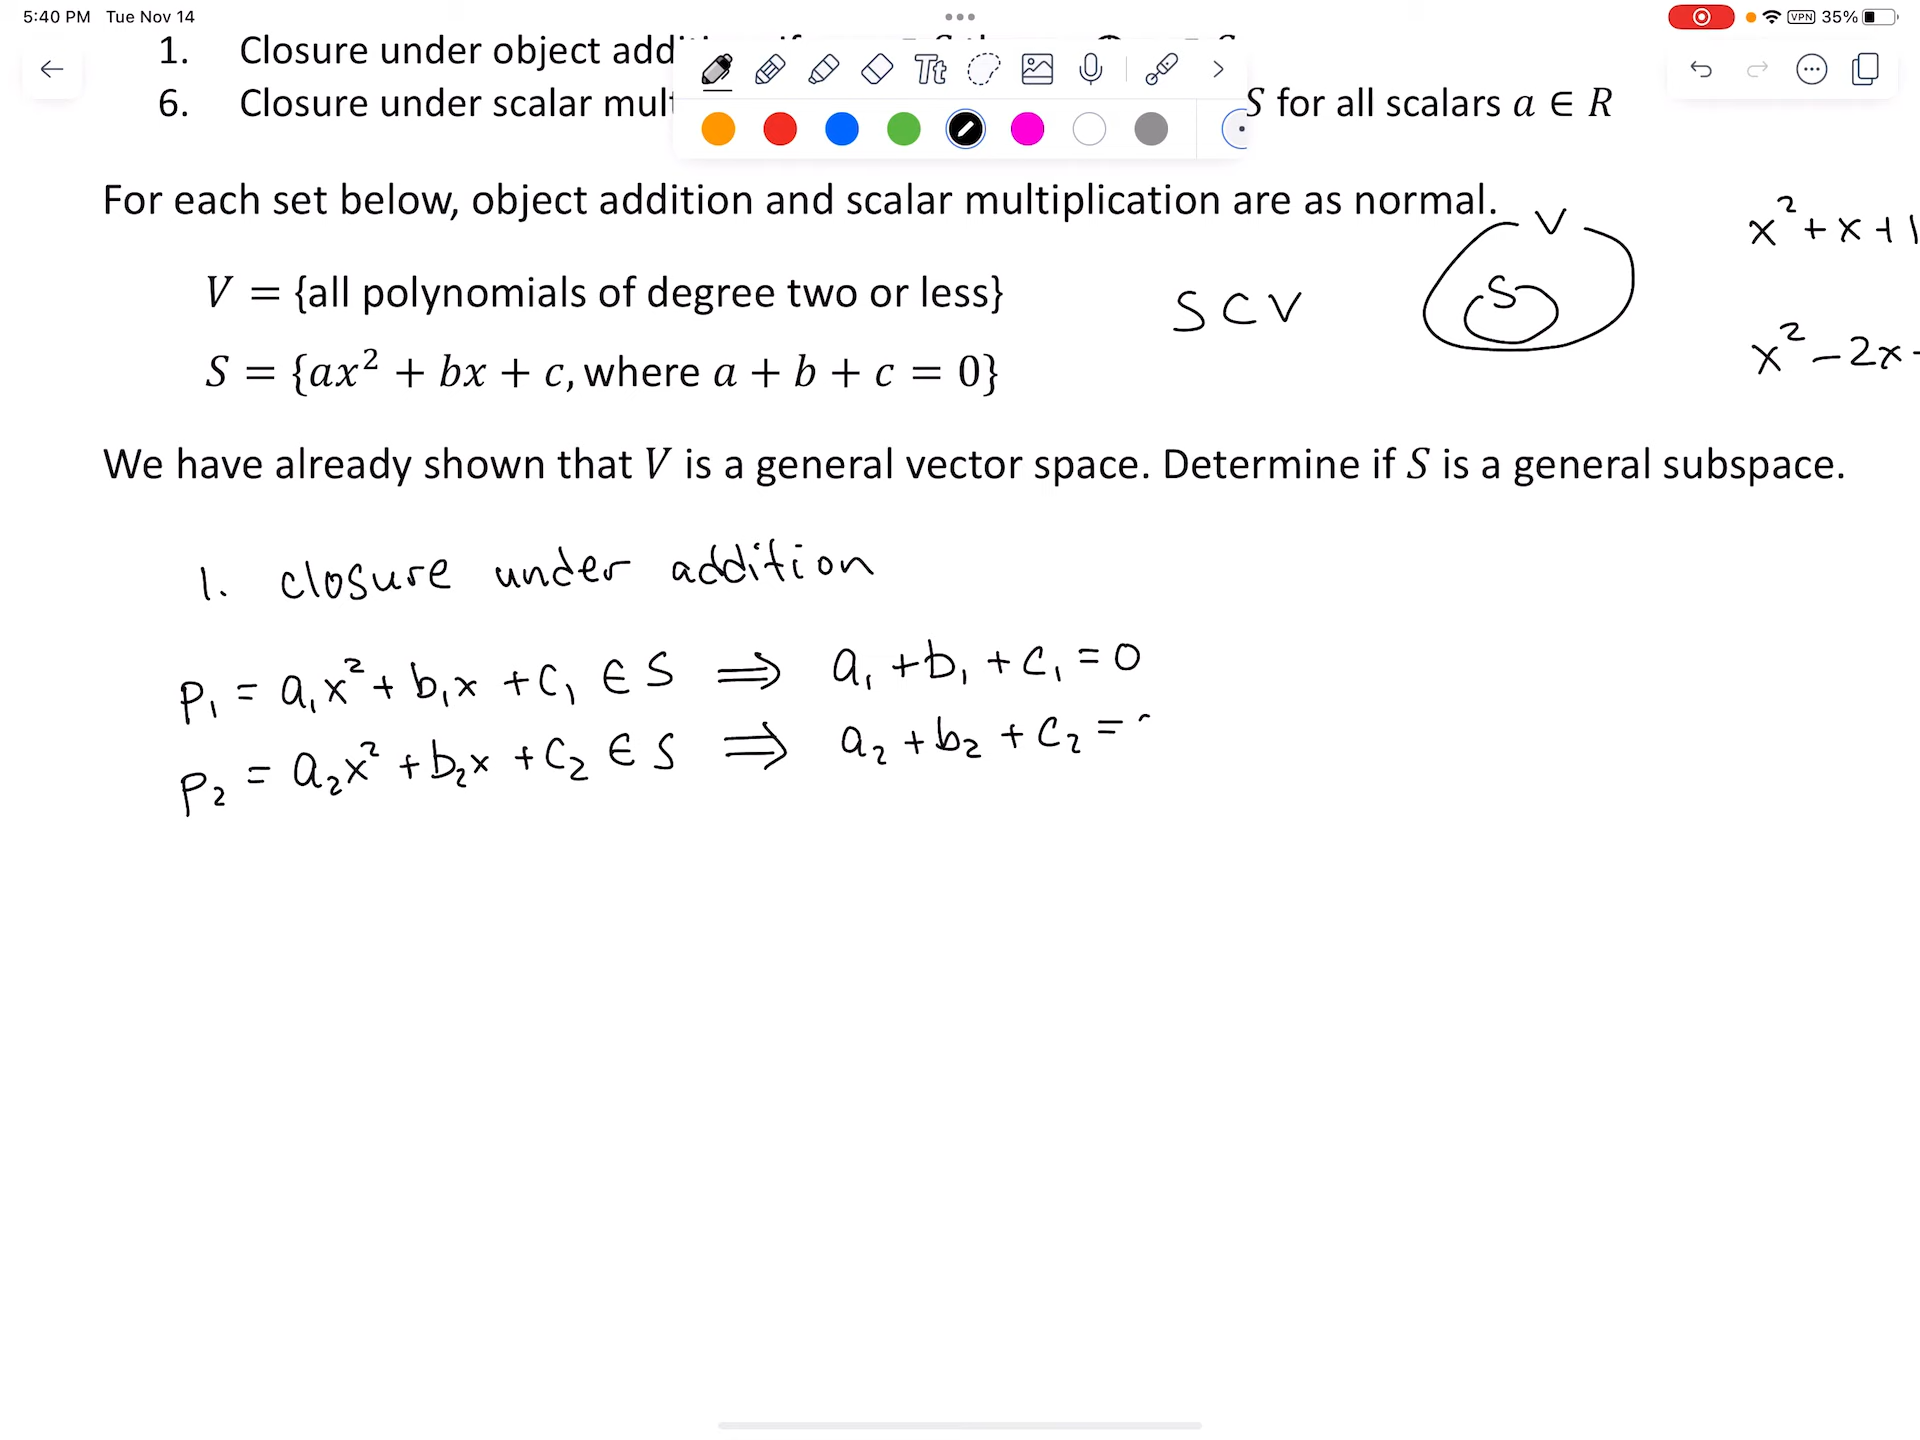 5:40 PM Tue Nov 14
VPN 35%
1. Closure under object add
6. Closure under scalar mul S for all scalars a ∈ R
Tt
For each set below, object addition and scalar multiplication are as normal.
V
x² + x + 1
V = {all polynomials of degree two or less}
S ⊂ V
S
S = {ax² + bx + c, where a + b + c = 0}
x² - 2x
We have already shown that V is a general vector space. Determine if S is a general subspace.
1. closure under addition
p₁ = a₁x² + b₁x + c₁ ∈ S ⟹ a₁ + b₁ + c₁ = 0
p₂ = a₂x² + b₂x + c₂ ∈ S ⟹ a₂ + b₂ + c₂ =